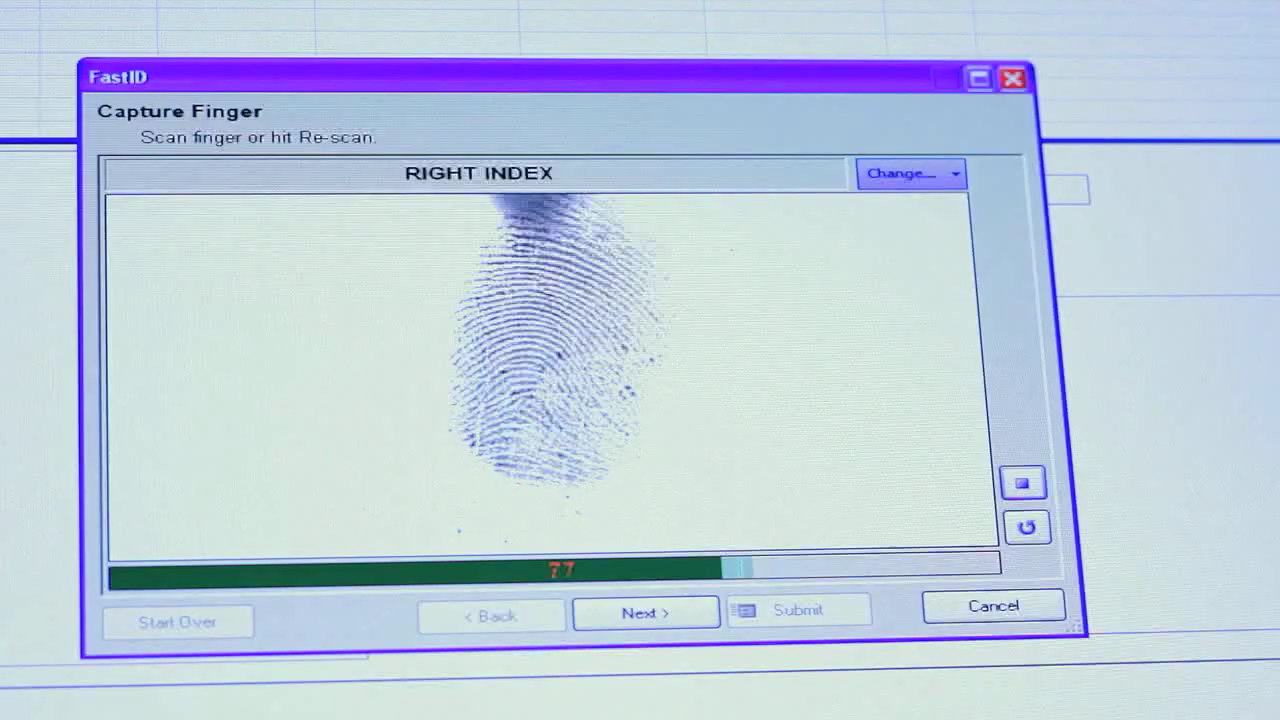 FastID
Capture Finger
Scan finger or hit Re-scan.
RIGHT INDEX
Change...
77
Start Over
< Back
Next >
Submit
Cancel